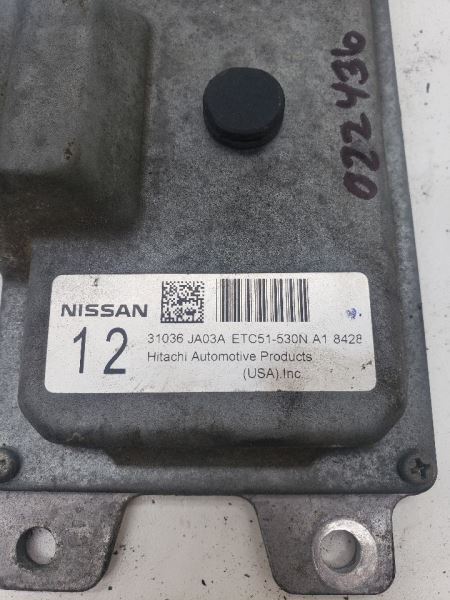 022436
NISSAN
12
31036 JA03A ETC51-530N A1 8428
Hitachi Automotive Products
(USA),Inc.